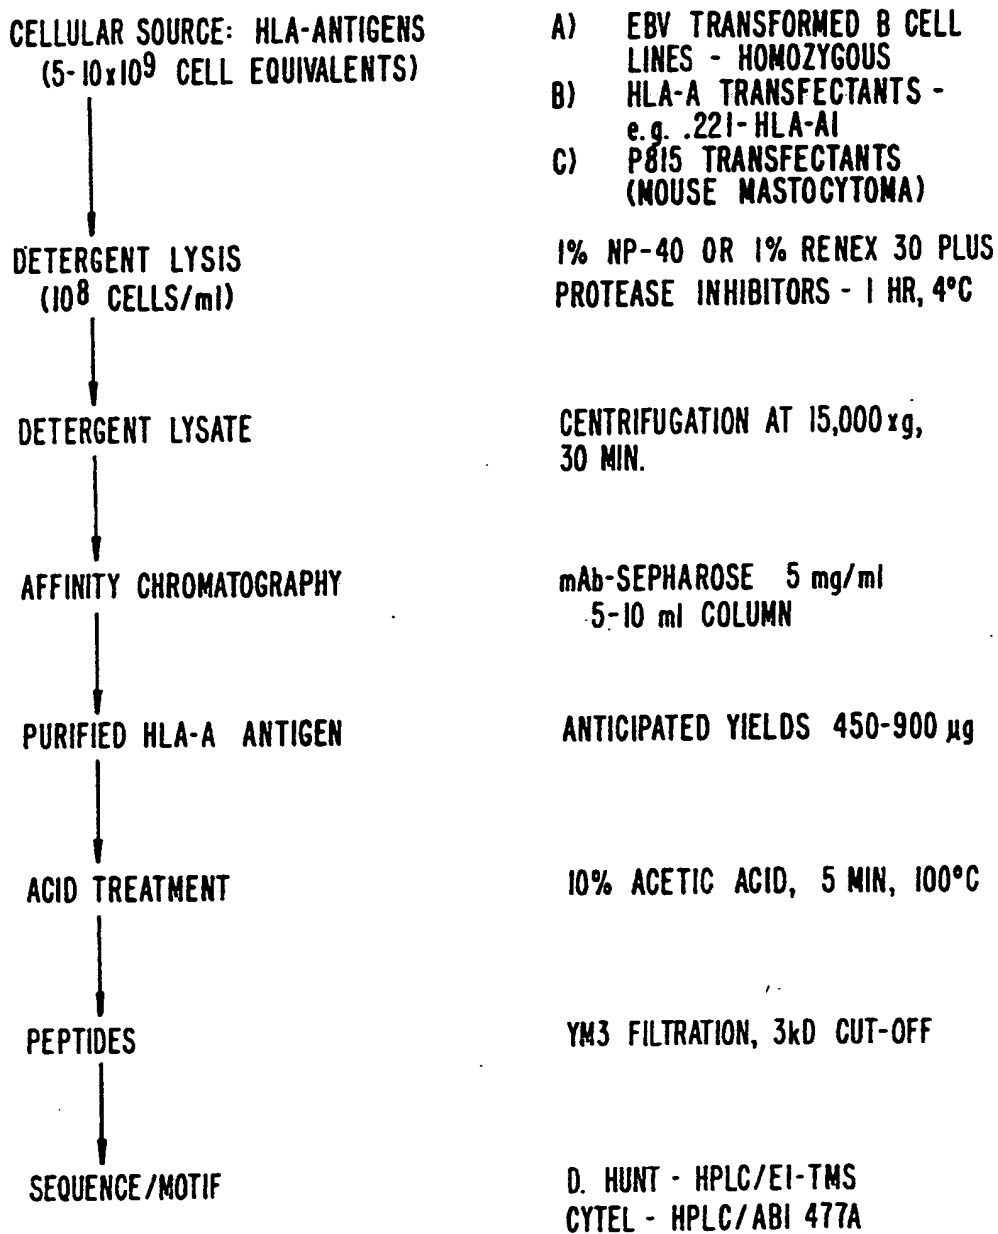 CELLULAR SOURCE: HLA-ANTIGENS
(5-10x10⁹ CELL EQUIVALENTS)
A) EBV TRANSFORMED B CELL
LINES - HOMOZYGOUS
B) HLA-A TRANSFECTANTS -
e.g. .221-HLA-A1
C) P815 TRANSFECTANTS
(MOUSE MASTOCYTOMA)
DETERGENT LYSIS
(10⁸ CELLS/ml)
1% NP-40 OR 1% RENEX 30 PLUS
PROTEASE INHIBITORS - 1 HR, 4°C
DETERGENT LYSATE
CENTRIFUGATION AT 15,000xg,
30 MIN.
AFFINITY CHROMATOGRAPHY
mAb-SEPHAROSE 5 mg/ml
5-10 ml COLUMN
PURIFIED HLA-A ANTIGEN
ANTICIPATED YIELDS 450-900 µg
ACID TREATMENT
10% ACETIC ACID, 5 MIN, 100°C
PEPTIDES
YM3 FILTRATION, 3kD CUT-OFF
SEQUENCE/MOTIF
D. HUNT - HPLC/EI-TMS
CYTEL - HPLC/ABI 477A